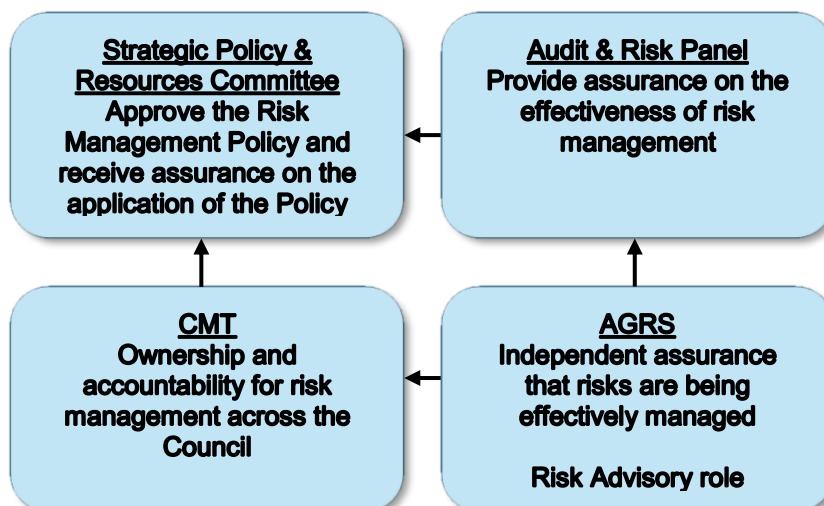 Strategic Policy &
Resources Committee
Approve the Risk
Management Policy and
receive assurance on the
application of the Policy
Audit & Risk Panel
Provide assurance on the
effectiveness of risk
management
CMT
Ownership and
accountability for risk
management across the
Council
AGRS
Independent assurance
that risks are being
effectively managed
Risk Advisory role